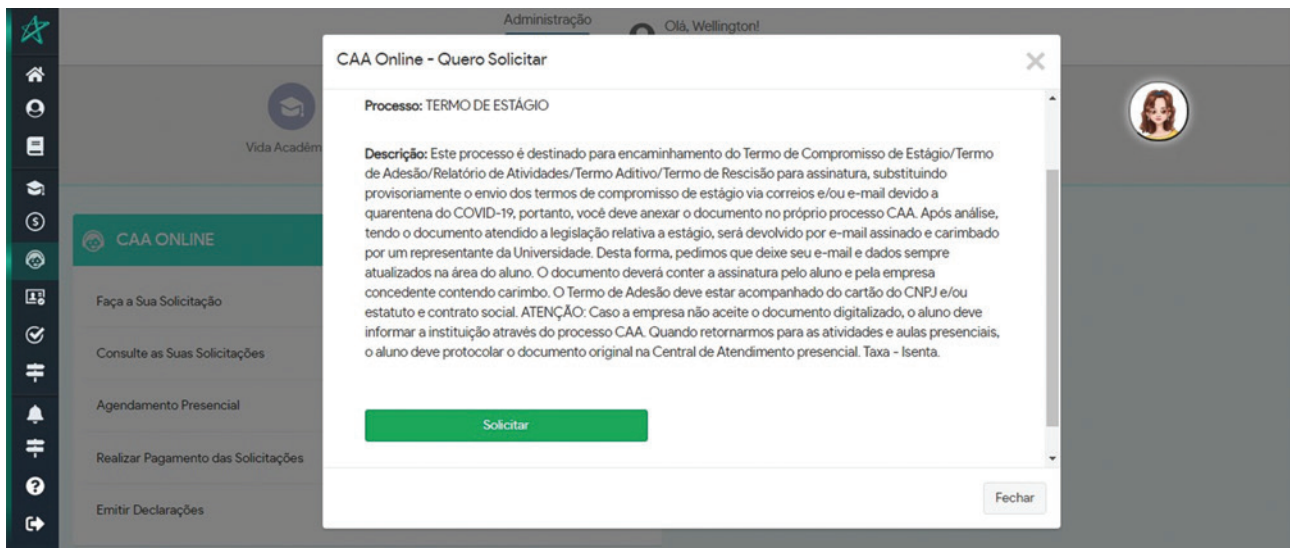 Administração
Olá, Wellington!
CAA Online - Quero Solicitar
Vida Acadêm
Processo: TERMO DE ESTÁGIO
Descrição: Este processo é destinado para encaminhamento do Termo de Compromisso de Estágio/Termo
de Adesão/Relatório de Atividades/Termo Aditivo/Termo de Rescisão para assinatura, substituindo
provisoriamente o envio dos termos de compromisso de estágio via correios e/ou e-mail devido a
quarentena do COVID-19, portanto, você deve anexar o documento no próprio processo CAA. Após análise,
tendo o documento atendido a legislação relativa a estágio, será devolvido por e-mail assinado e carimbado
por um representante da Universidade. Desta forma, pedimos que deixe seu e-mail e dados sempre
atualizados na área do aluno. O documento deverá conter a assinatura pelo aluno e pela empresa
concedente contendo carimbo. O Termo de Adesão deve estar acompanhado do cartão do CNPJ e/ou
estatuto e contrato social. ATENÇÃO: Caso a empresa não aceite o documento digitalizado, o aluno deve
informar a instituição através do processo CAA. Quando retornarmos para as atividades e aulas presenciais,
o aluno deve protocolar o documento original na Central de Atendimento presencial. Taxa - Isenta.
Solicitar
Fechar
CAA ONLINE
Faça a Sua Solicitação
Consulte as Suas Solicitações
Agendamento Presencial
Realizar Pagamento das Solicitações
Emitir Declarações